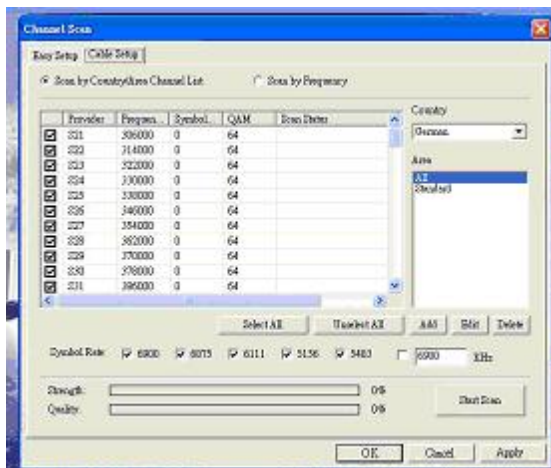 Channel Scan
Easy Setup Cable Setup
Scan by Country/Area Channel List Scan by Frequency
Country
Provider Frequen... Symbol... QAM Scan Status
German
S21 306000 0 64
S22 314000 0 64
Area
S23 322000 0 64
All
S24 330000 0 64
Standard
S25 338000 0 64
S26 346000 0 64
S27 354000 0 64
S28 362000 0 64
S29 370000 0 64
S30 378000 0 64
S31 386000 0 64
Select All Unselect All Add Edit Delete
Symbol Rate 6900 6875 6111 5156 5483 6900 KHz
Strength: 0%
Start Scan
Quality: 0%
OK Cancel Apply